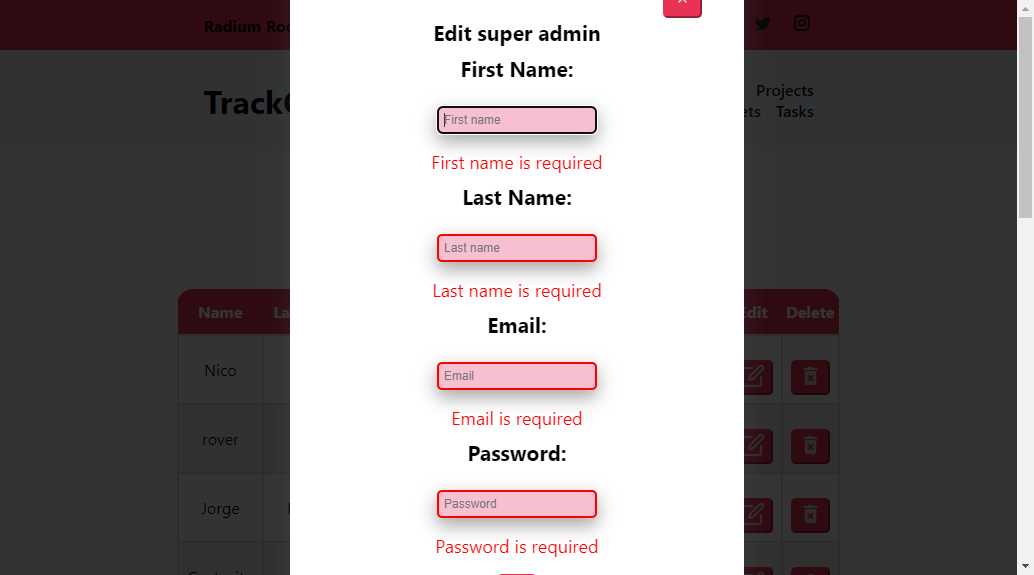 ×
Radium Roc
Edit super admin
First Name:
Projects
TrackG
ets Tasks
First name
First name is required
Last Name:
Last name
Last name is required
Name La
Edit Delete
Email:
Nico
Email
Email is required
rover
Password:
Password
Jorge
Password is required